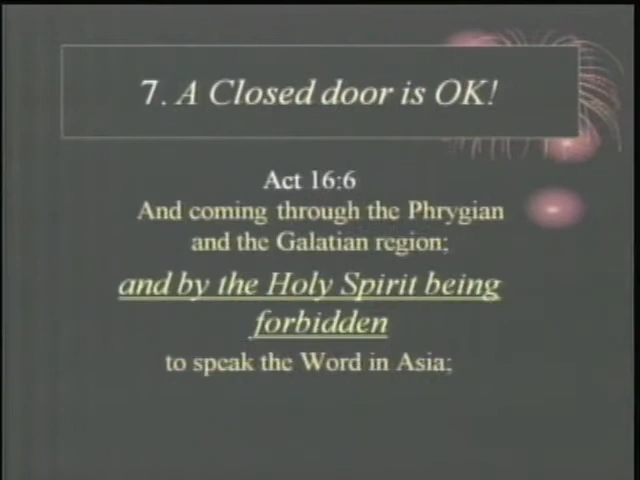 7. A Closed door is OK!
Act 16:6
And coming through the Phrygian
and the Galatian region;
and by the Holy Spirit being
forbidden
to speak the Word in Asia;